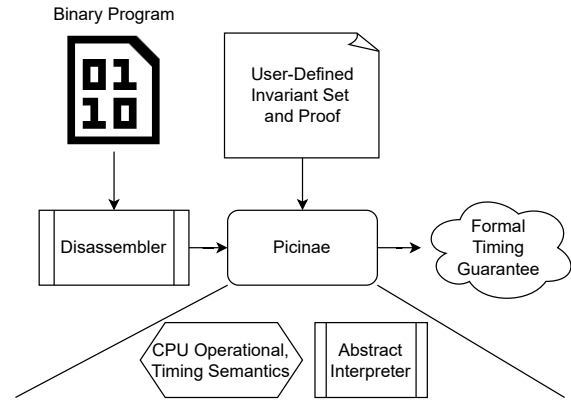 Binary Program
01
10
User-Defined
Invariant Set
and Proof
Disassembler
Picinae
Formal
Timing
Guarantee
CPU Operational,
Timing Semantics
Abstract
Interpreter